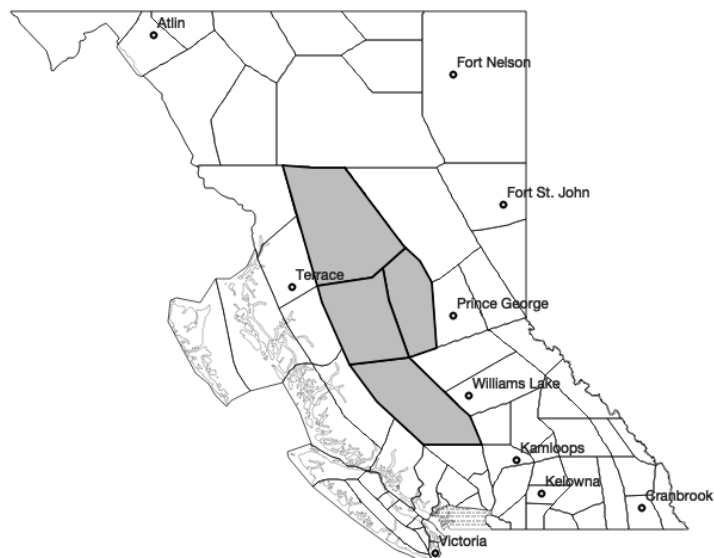 Atlin
Fort Nelson
Fort St. John
Terrace
Prince George
Williams Lake
Kamloops
Kelowna
Cranbrook
Victoria